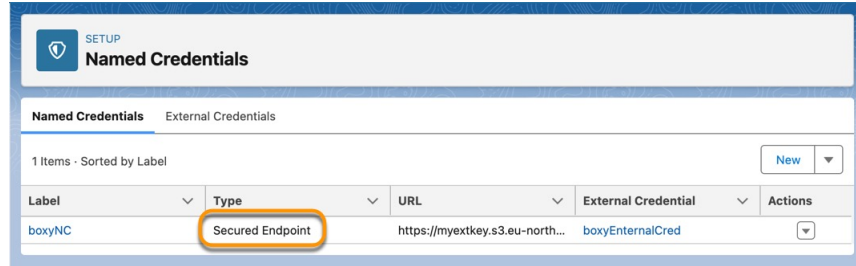 SETUP
Named Credentials
Named Credentials External Credentials
1 Items · Sorted by Label
New
Label Type URL External Credential Actions
boxyNC Secured Endpoint https://myextkey.s3.eu-north... boxyEnternalCred